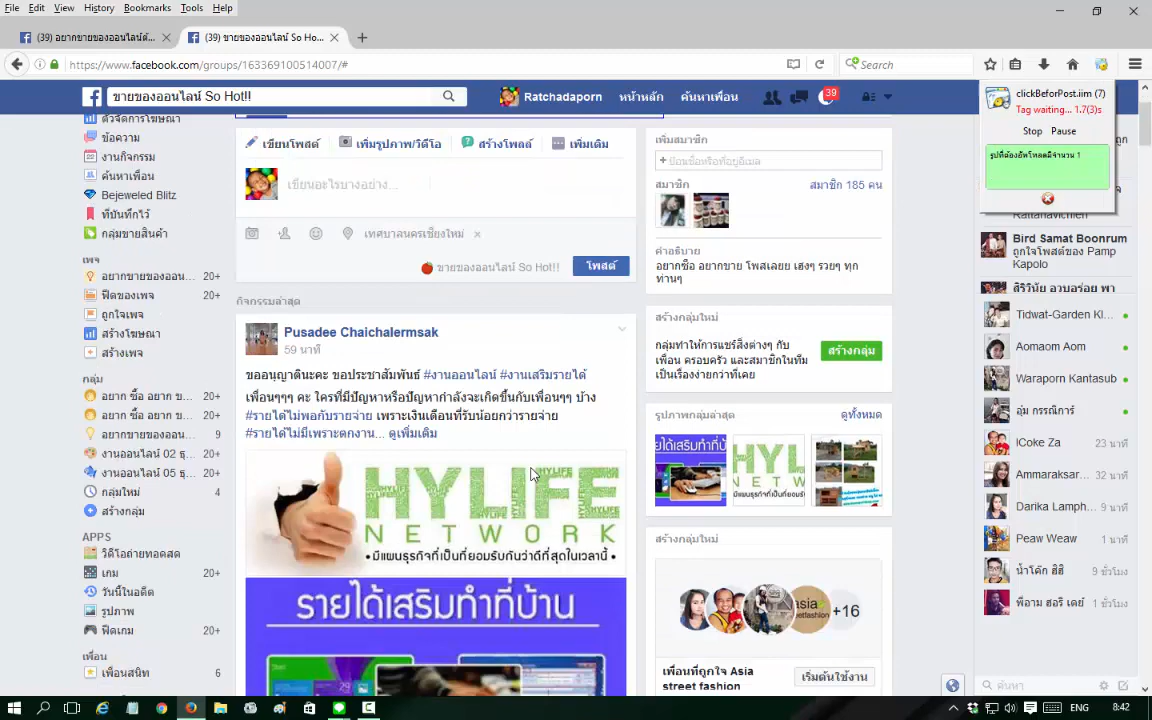 File Edit View History Bookmarks Tools Help
(39) อยากขายของออนไลน์ตั... (39) ขายของออนไลน์ So Ho...
https://www.facebook.com/groups/163369100514007/#
Search
ขายของออนไลน์ So Hot!!
Ratchadaporn หน้าหลัก ค้นหาเพื่อน 39
clickBeforPost.iim (7)
Tag waiting... 1.7(3)s
Stop Pause
รูปที่ต้องอัพโหลดมีจำนวน 1
ตัวจัดการโฆษณา
ข้อความ
งานกิจกรรม
ค้นหาเพื่อน
Bejeweled Blitz
ที่บันทึกไว้
กลุ่มขายสินค้า
เพจ
อยากขายของออน... 20+
ฟีดของเพจ 20+
ถูกใจเพจ
สร้างโฆษณา
สร้างเพจ
กลุ่ม
อยาก ซื้อ อยาก ข... 20+
อยาก ซื้อ อยาก ข... 20+
อยากขายของออน... 9
งานออนไลน์ 02 ธุ... 20+
งานออนไลน์ 05 ธุ... 20+
กลุ่มใหม่ 4
สร้างกลุ่ม
APPS
วิดีโอถ่ายทอดสด
เกม 20+
วันนี้ในอดีต
รูปภาพ
ฟีดเกม 20+
เพื่อน
เพื่อนสนิท 6
เขียนโพสต์ เพิ่มรูปภาพ/วิดีโอ สร้างโพลต์ เพิ่มเติม
เขียนอะไรบางอย่าง...
เทศบาลนครเชียงใหม่
ขายของออนไลน์ So Hot!! โพสต์
กิจกรรมล่าสุด
Pusadee Chaichalermsak
59 นาที
ขออนุญาตินะคะ ขอประชาสัมพันธ์ #งานออนไลน์ #งานเสริมรายได้
เพื่อนๆๆๆ คะ ใครที่มีปัญหาหรือปัญหากำลังจะเกิดขึ้นกับเพื่อนๆๆ บ้าง
#รายได้ไม่พอกับรายจ่าย เพราะเงินเดือนที่รับน้อยกว่ารายจ่าย
#รายได้ไม่มีเพราะตกงาน... ดูเพิ่มเติม
HYLIFE
NETWORK
•มีแผนธุรกิจที่เป็นที่ยอมรับกันว่าดีที่สุดในเวลานี้•
รายได้เสริมทำที่บ้าน
เพิ่มสมาชิก
+ ป้อนชื่อหรือที่อยู่อีเมล
สมาชิก สมาชิก 185 คน
คำอธิบาย
อยากซื้อ อยากขาย โพสเลยย เฮงๆ รวยๆ ทุก
ท่านๆ
สร้างกลุ่มใหม่
กลุ่มทำให้การแชร์สิ่งต่างๆ กับ
เพื่อน ครอบครัว และสมาชิกในทีม
เป็นเรื่องง่ายกว่าที่เคย
สร้างกลุ่ม
รูปภาพกลุ่มล่าสุด ดูทั้งหมด
สร้างกลุ่มใหม่
+16
เพื่อนที่ถูกใจ Asia
street fashion
เริ่มต้นใช้งาน
Rattanavichien
Bird Samat Boonrum
ถูกใจโพสต์ของ Pamp
Kapolo
Tidwat-Garden Ki...
Aomaom Aom
Waraporn Kantasub
อุ๋ม กรรณิการ์
iCoke Za 23 นาที
Ammaraksar... 32 นาที
Darika Lamph... 9 นาที
Peaw Weaw 1 นาที
น้ำโค๊ก ฮิฮิ 9 ชั่วโมง
พี่อาม ฮอรี เดย์ 1 ชั่วโมง
ค้นหา
ENG 8:42